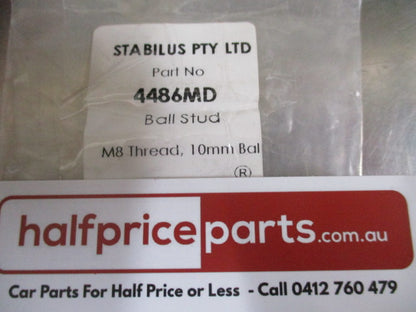 STABILUS PTY LTD
Part No
4486MD
Ball Stud
M8 Thread, 10mm Bal
®
halfpriceparts.com.au
Car Parts For Half Price or Less - Call 0412 760 479